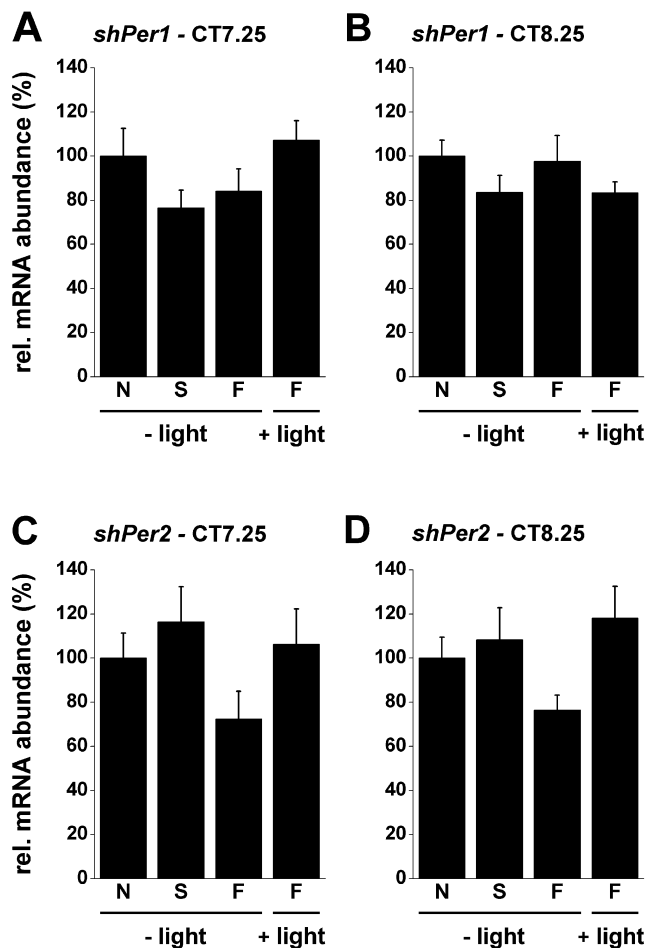 A
shPer1 - CT7.25
rel. mRNA abundance (%)
140
120
100
80
60
40
20
0
N S F F
- light + light
B
shPer1 - CT8.25
140
120
100
80
60
40
20
0
N S F F
- light + light
C
shPer2 - CT7.25
rel. mRNA abundance (%)
140
120
100
80
60
40
20
0
N S F F
- light + light
D
shPer2 - CT8.25
140
120
100
80
60
40
20
0
N S F F
- light + light